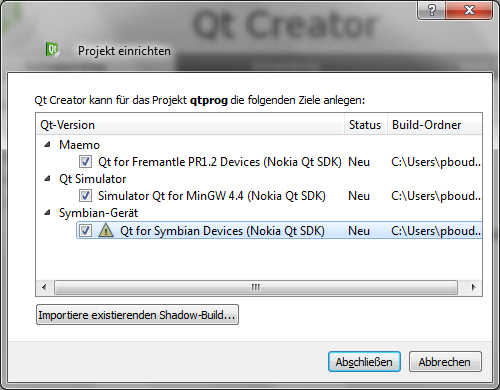 Qt Creator
Qt Projekt einrichten
Qt Creator kann für das Projekt qtprog die folgenden Ziele anlegen:
Qt-Version Status Build-Ordner
Maemo
Qt for Fremantle PR1.2 Devices (Nokia Qt SDK) Neu C:\Users\pboud...
Qt Simulator
Simulator Qt for MinGW 4.4 (Nokia Qt SDK) Neu C:\Users\pboud...
Symbian-Gerät
Qt for Symbian Devices (Nokia Qt SDK) Neu C:\Users\pboud...
Importiere existierenden Shadow-Build...
Abschließen Abbrechen